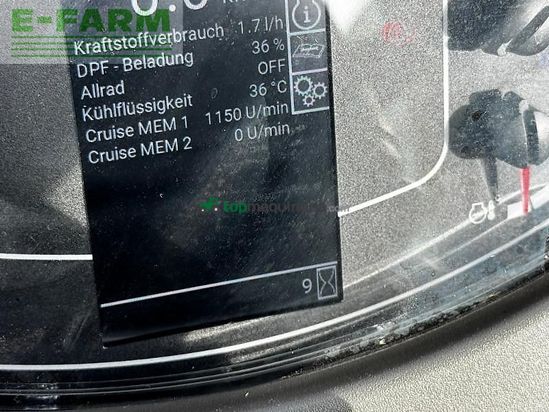 E-FARM
Kraftstoffverbrauch 1.7 l/h
DPF - Beladung 36 %
Allrad OFF
Kühlflüssigkeit 36 °C
Cruise MEM 1 1150 U/min
Cruise MEM 2 0 U/min
9